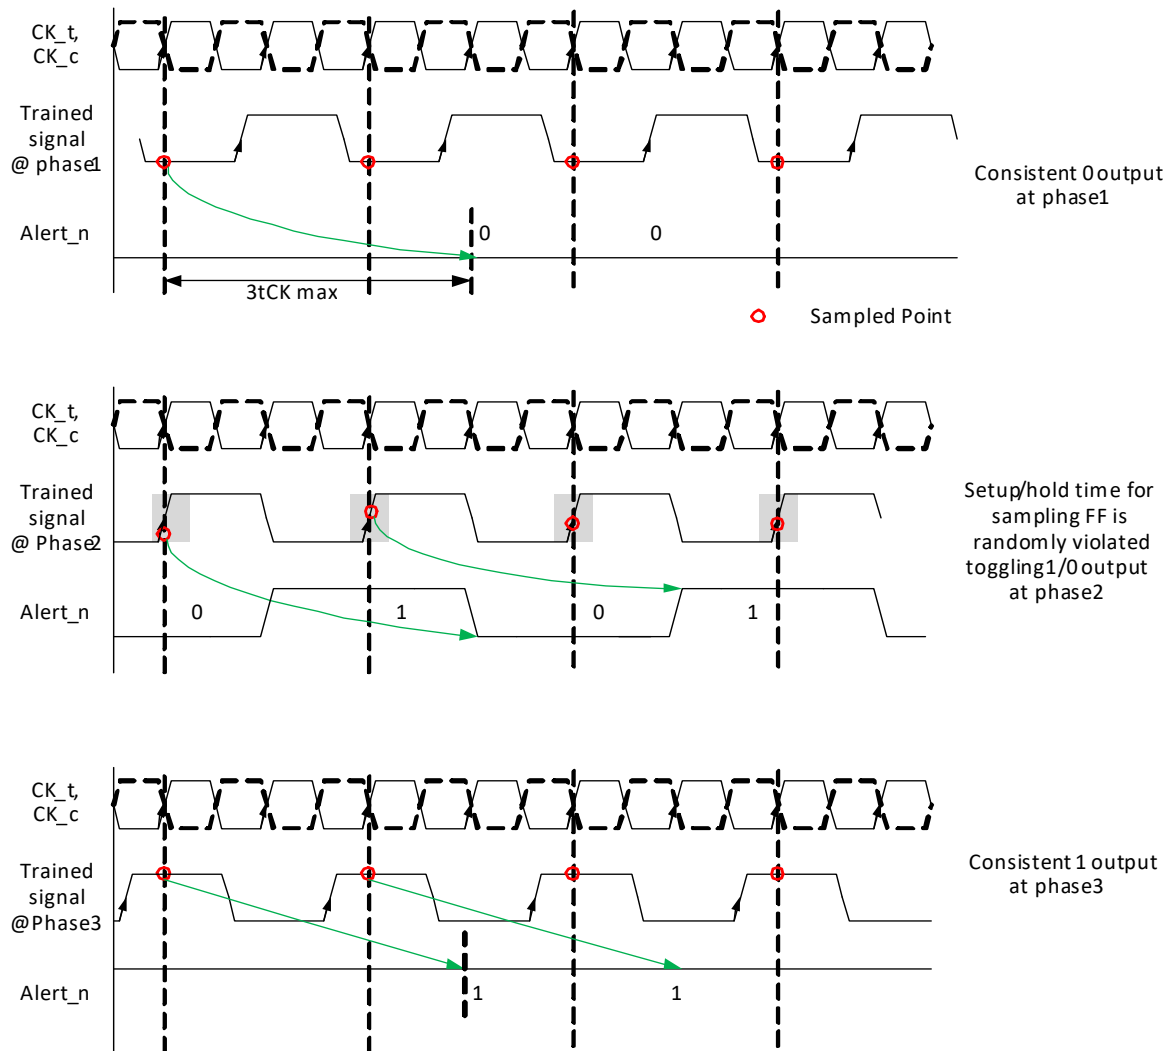 CK_t,
CK_c
Trained
signal
@ phase1
Consistent 0 output
at phase1
Alert_n
0
0
3tCK max
Sampled Point
CK_t,
CK_c
Trained
signal
@ Phase2
Setup/hold time for
sampling FF is
randomly violated
toggling1/0 output
at phase2
Alert_n
0
1
0
1
CK_t,
CK_c
Trained
signal
@Phase3
Consistent 1 output
at phase3
Alert_n
1
1